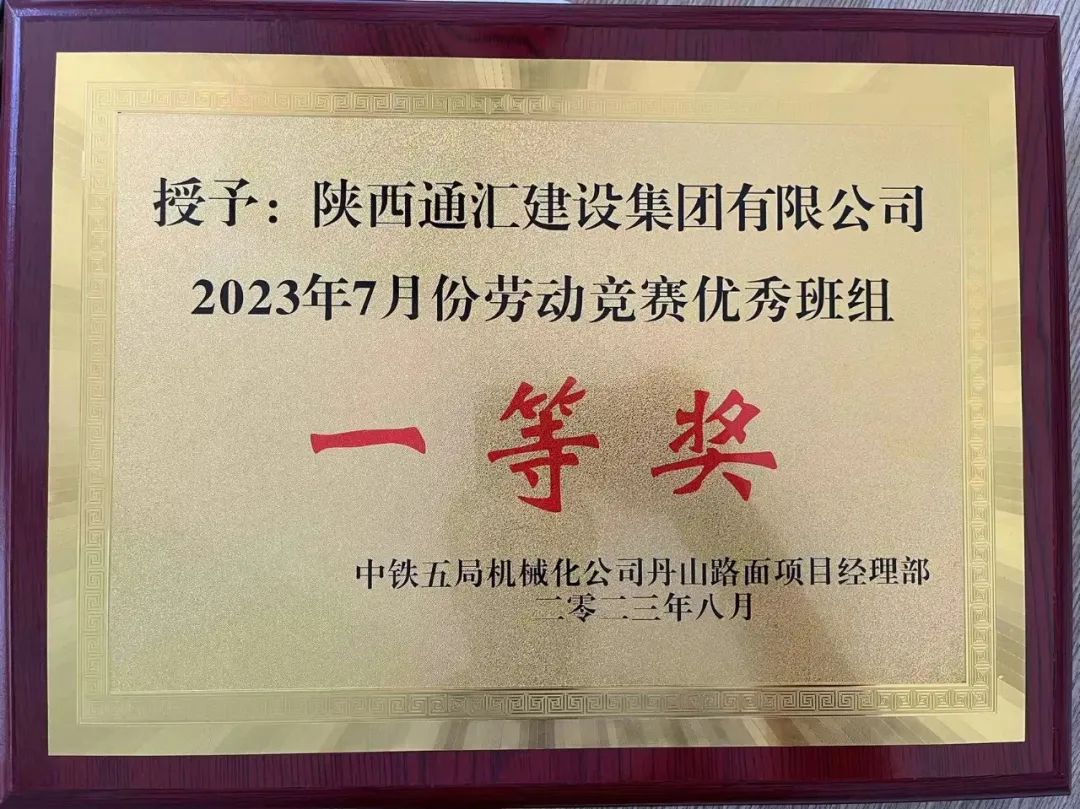 授予：陕西通汇建设集团有限公司
2023年7月份劳动竞赛优秀班组
一等奖
中铁五局机械化公司丹山路面项目经理部
二零二三年八月